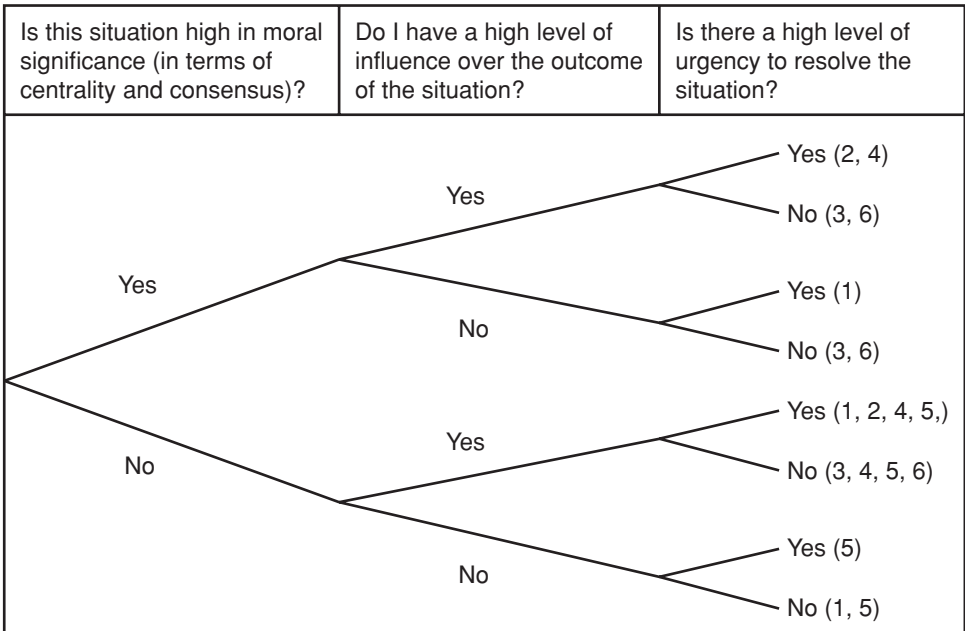 Is this situation high in moral
significance (in terms of
centrality and consensus)?
Do I have a high level of
influence over the outcome
of the situation?
Is there a high level of
urgency to resolve the
situation?
Yes (2, 4)
Yes
No (3, 6)
Yes
Yes (1)
No
No (3, 6)
Yes (1, 2, 4, 5,)
Yes
No
No (3, 4, 5, 6)
Yes (5)
No
No (1, 5)